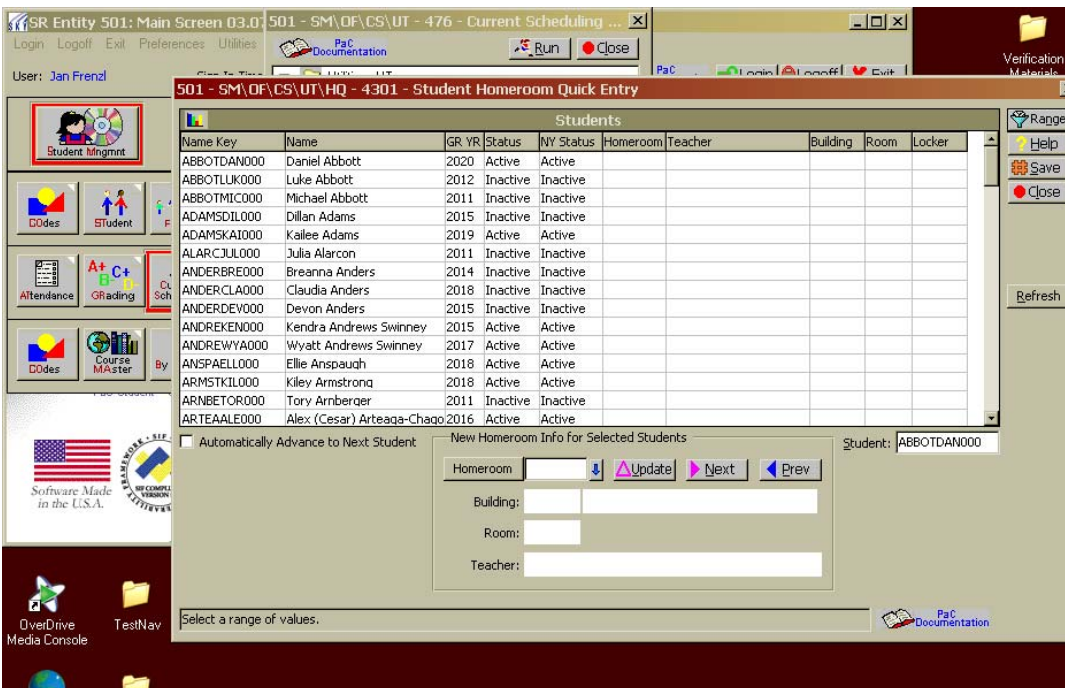 SR Entity 501: Main Screen 03.0
Login Logoff Exit Preferences Utilities
User: Jan Frenzl
501 - SM\OF\CS\UT - 476 - Current Scheduling ...
PaC Documentation
Run
Close
PaC
Login
Logoff
Exit
Verification Materials
501 - SM\OF\CS\UT\HQ - 4301 - Student Homeroom Quick Entry
Student Mngmnt
COdes
STudent
F
ATtendance
A+ C+
B-
GRading
Cu
Sch
COdes
Course MAster
By
Students
Name Key Name GR YR Status NY Status Homeroom Teacher Building Room Locker
ABBOTDAN000 Daniel Abbott 2020 Active Active
ABBOTLUK000 Luke Abbott 2012 Inactive Inactive
ABBOTMIC000 Michael Abbott 2011 Inactive Inactive
ADAMSDIL000 Dillan Adams 2015 Inactive Inactive
ADAMSKAI000 Kailee Adams 2019 Active Active
ALARCJUL000 Julia Alarcon 2011 Inactive Inactive
ANDERBRE000 Breanna Anders 2014 Inactive Inactive
ANDERCLA000 Claudia Anders 2018 Inactive Inactive
ANDERDEV000 Devon Anders 2015 Inactive Inactive
ANDREKEN000 Kendra Andrews Swinney 2015 Active Active
ANDREWYA000 Wyatt Andrews Swinney 2017 Active Active
ANSPAELL000 Ellie Anspaugh 2018 Active Active
ARMSTKIL000 Kiley Armstrong 2018 Active Active
ARNBETOR000 Tory Arnberger 2011 Inactive Inactive
ARTEAALE000 Alex (Cesar) Arteaga-Chago 2016 Active Active
Range
Help
Save
Close
Refresh
Automatically Advance to Next Student
New Homeroom Info for Selected Students
Student: ABBOTDAN000
Homeroom
Update
Next
Prev
Building:
Room:
Teacher:
Select a range of values.
PaC Documentation
Software Made
in the U.S.A.
OverDrive
Media Console
TestNav